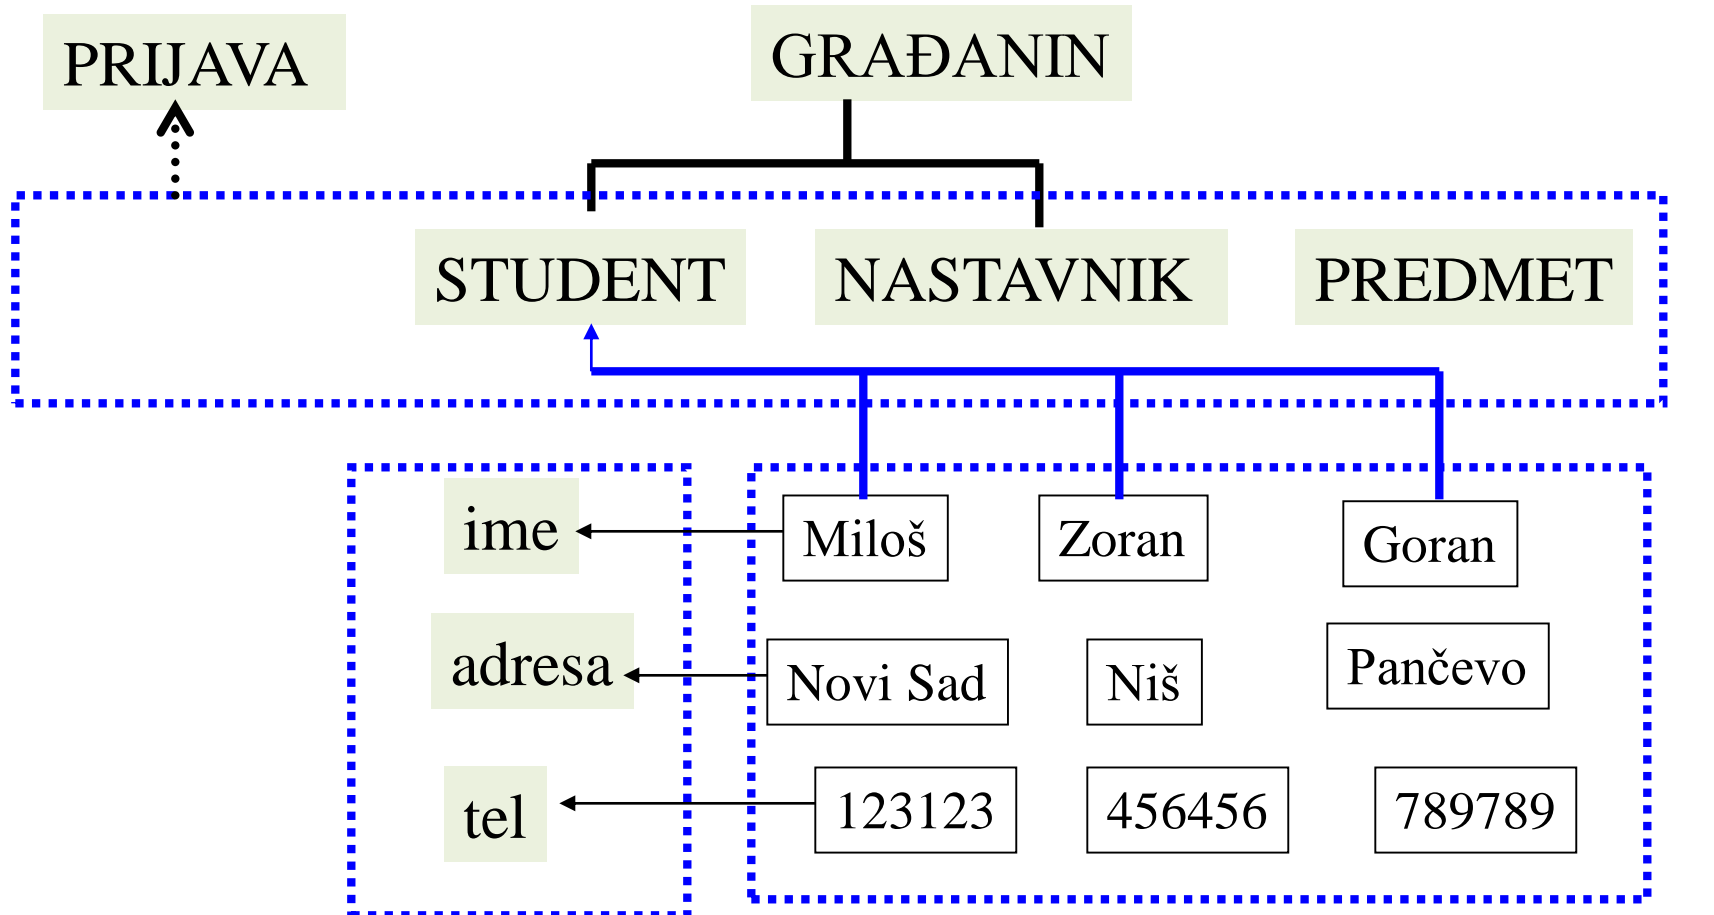 PRIJAVA
GRAĐANIN
STUDENT
NASTAVNIK
PREDMET
ime
Miloš
Zoran
Goran
adresa
Novi Sad
Niš
Pančevo
tel
123123
456456
789789